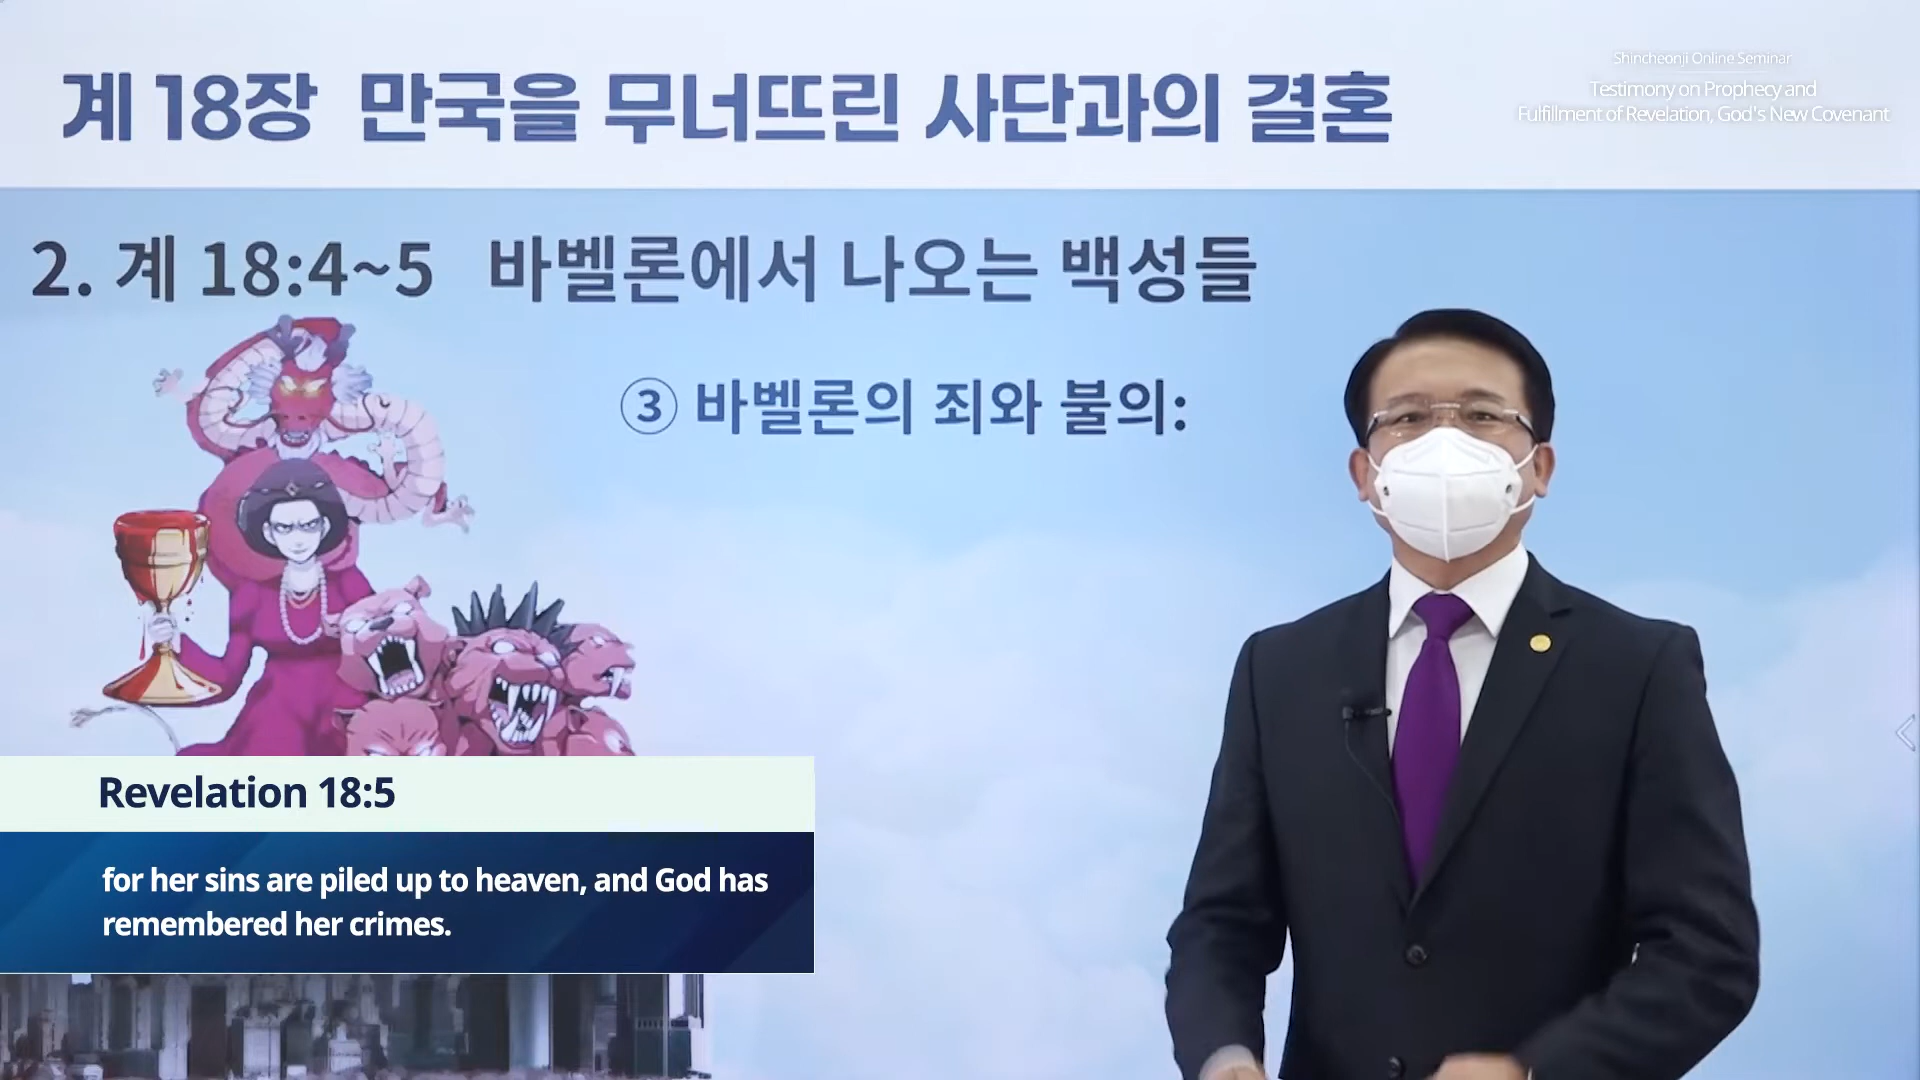 계 18장 만국을 무너뜨린 사단과의 결혼
Shincheonji Online Seminar
Testimony on Prophecy and
Fulfillment of Revelation, God's New Covenant
2. 계 18:4~5 바벨론에서 나오는 백성들
③ 바벨론의 죄와 불의:
Revelation 18:5
for her sins are piled up to heaven, and God has
remembered her crimes.